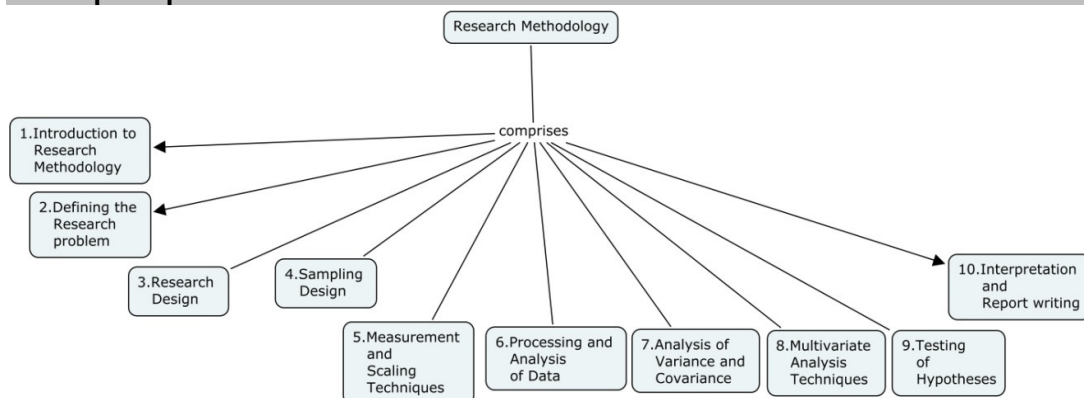 Research Methodology
comprises
1.Introduction to
Research
Methodology
2.Defining the
Research
problem
3.Research
Design
4.Sampling
Design
5.Measurement
and
Scaling
Techniques
6.Processing and
Analysis
of Data
7.Analysis of
Variance and
Covariance
8.Multivariate
Analysis
Techniques
9.Testing
of
Hypotheses
10.Interpretation
and
Report writing